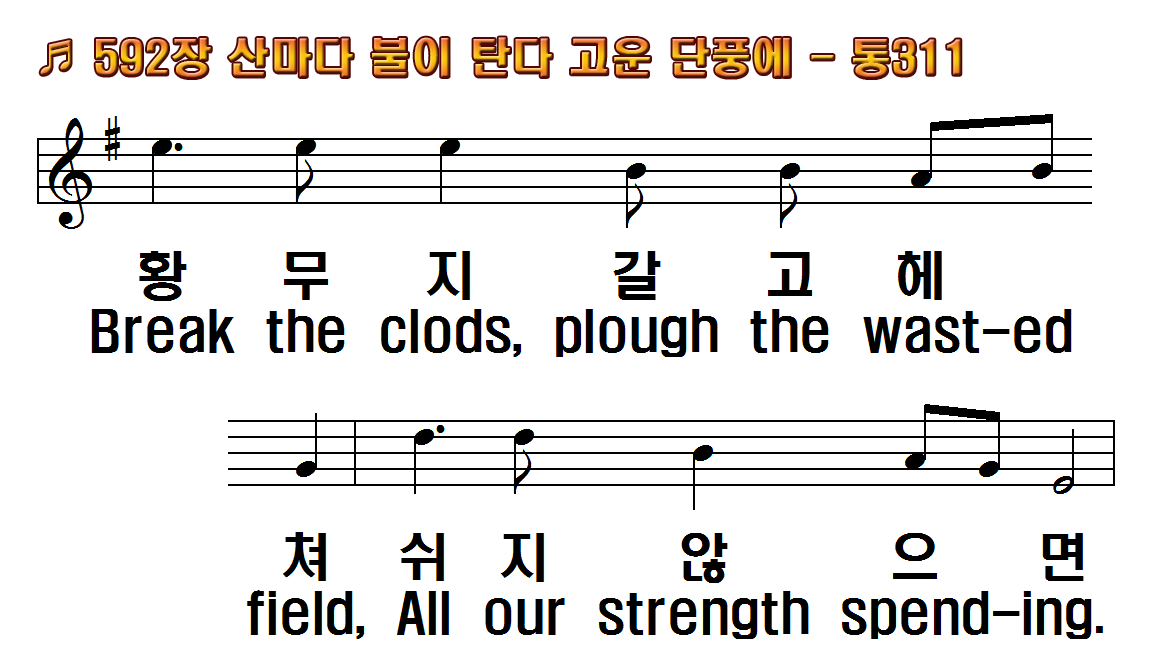 592장 산마다 불이 탄다 고운 단풍에 - 통311
황 무 지 갈 고 헤
Break the clods, plough the wast-ed
쳐 쉬 지 않 으 면
field, All our strength spend-ing.